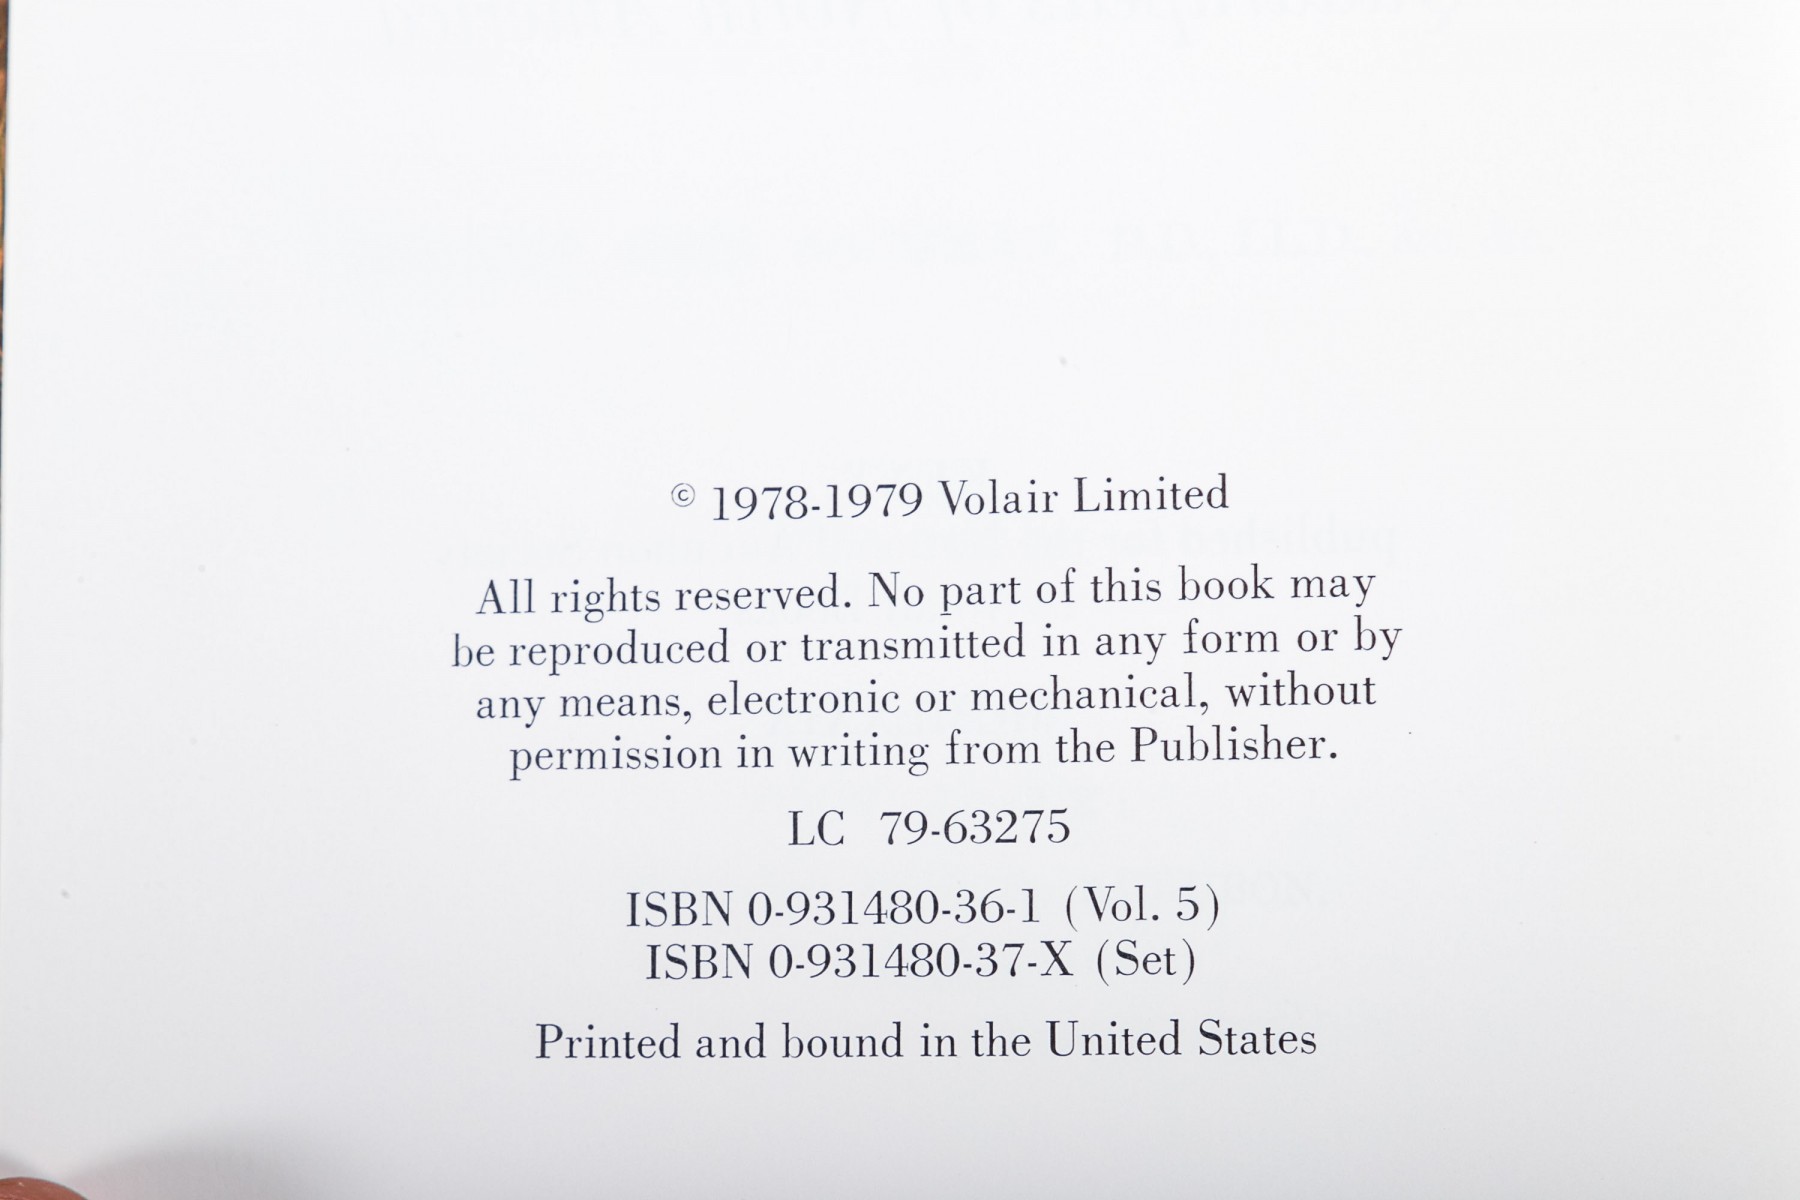 © 1978-1979 Volair Limited
All rights reserved. No part of this book may
be reproduced or transmitted in any form or by
any means, electronic or mechanical, without
permission in writing from the Publisher.
LC 79-63275
ISBN 0-931480-36-1 (Vol. 5)
ISBN 0-931480-37-X (Set)
Printed and bound in the United States